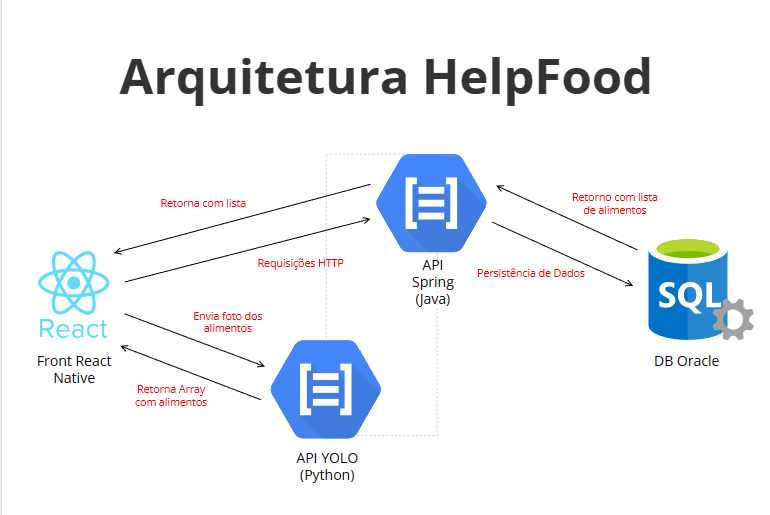 Arquitetura HelpFood
Retorna com lista
Requisições HTTP
API
Spring
(Java)
Retorno com lista
de alimentos
Persistência de Dados
SQL
DB Oracle
React
Front React
Native
Envia foto dos
alimentos
Retorna Array
com alimentos
API YOLO
(Python)